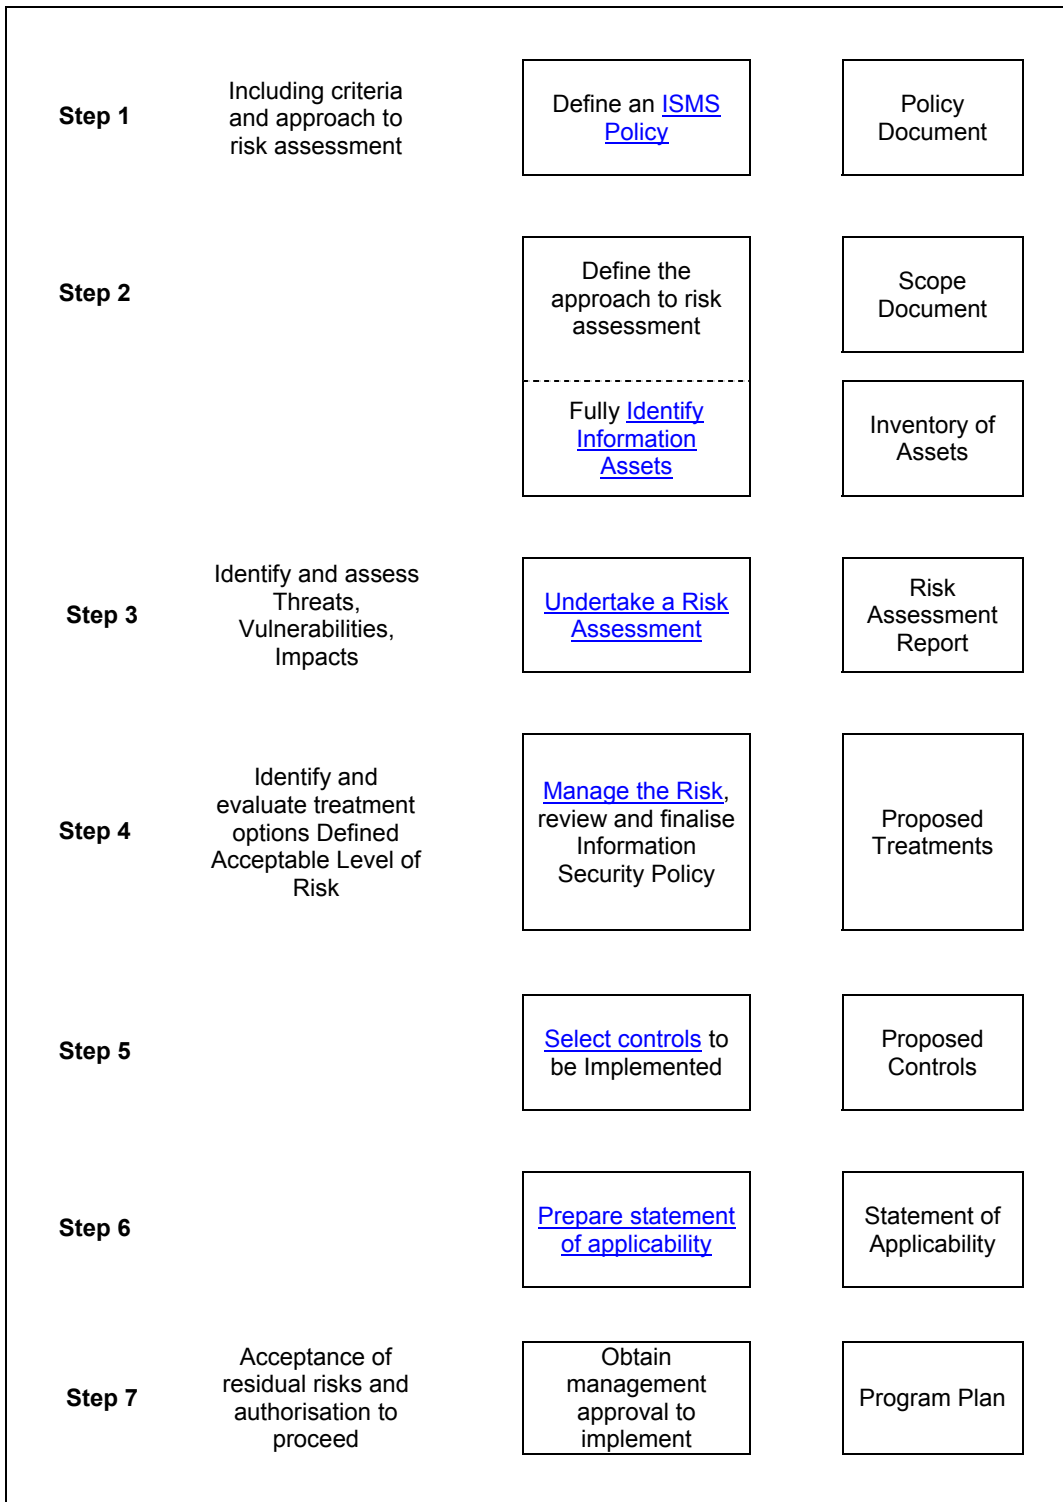 Step 1
Including criteria
and approach to
risk assessment
Define an ISMS
Policy
Policy
Document
Step 2
Define the
approach to risk
assessment
Scope
Document
Fully Identify
Information
Assets
Inventory of
Assets
Step 3
Identify and assess
Threats,
Vulnerabilities,
Impacts
Undertake a Risk
Assessment
Risk
Assessment
Report
Step 4
Identify and
evaluate treatment
options Defined
Acceptable Level of
Risk
Manage the Risk,
review and finalise
Information
Security Policy
Proposed
Treatments
Step 5
Select controls to
be Implemented
Proposed
Controls
Step 6
Prepare statement
of applicability
Statement of
Applicability
Step 7
Acceptance of
residual risks and
authorisation to
proceed
Obtain
management
approval to
implement
Program Plan